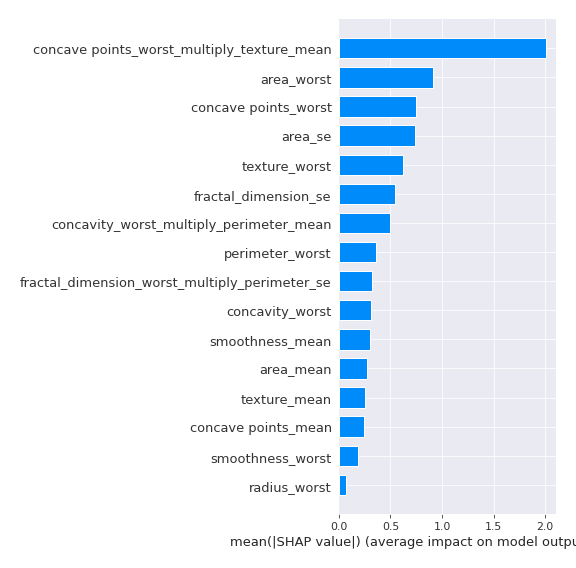 concave points_worst_multiply_texture_mean
area_worst
concave points_worst
area_se
texture_worst
fractal_dimension_se
concavity_worst_multiply_perimeter_mean
perimeter_worst
fractal_dimension_worst_multiply_perimeter_se
concavity_worst
smoothness_mean
area_mean
texture_mean
concave points_mean
smoothness_worst
radius_worst
0.0 0.5 1.0 1.5 2.0
mean(|SHAP value|) (average impact on model outpu